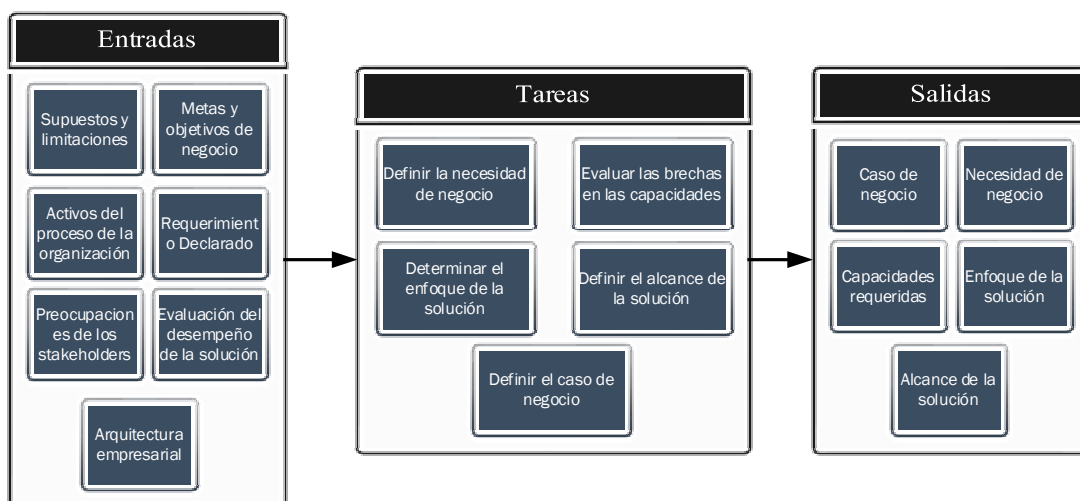 Entradas
Supuestos y
limitaciones
Metas y
objetivos de
negocio
Activos del
proceso de la
organización
Requerimient
o Declarado
Preocupacion
es de los
stakeholders
Evaluación del
desempeño
de la solución
Arquitectura
empresarial
Tareas
Definir la necesidad
de negocio
Evaluar las brechas
en las capacidades
Determinar el
enfoque de la
solución
Definir el alcance de
la solución
Definir el caso de
negocio
Salidas
Caso de
negocio
Necesidad de
negocio
Capacidades
requeridas
Enfoque de la
solución
Alcance de la
solución